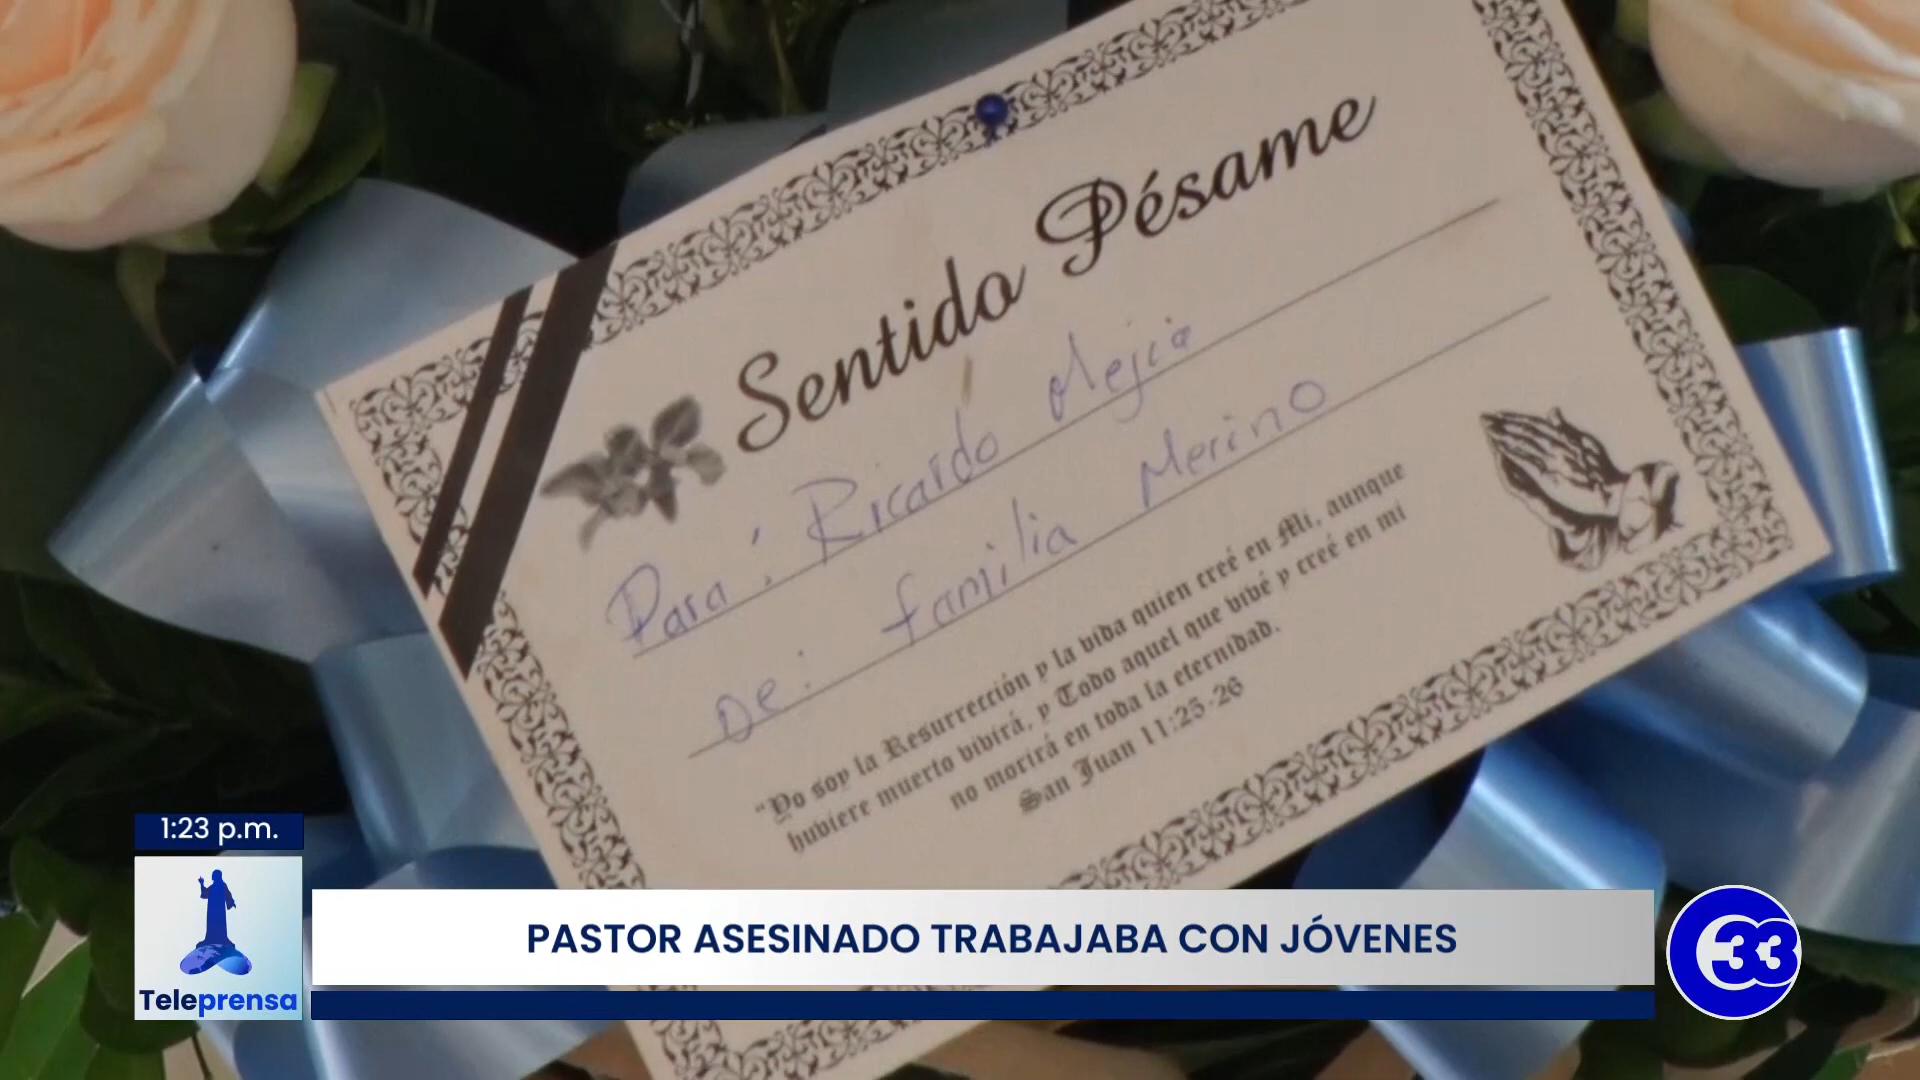 Sentido Pésame
Para: Ricardo Mejia
De: familia Merino
"Yo soy la Resurrección y la vida quien creé en Mi, aunque
hubiere muerto vivirá, y Todo aquel que vivé y creé en mi
no morirá en toda la eternidad.
San Juan 11:25-26
1:23 p.m.
Teleprensa
PASTOR ASESINADO TRABAJABA CON JÓVENES
33